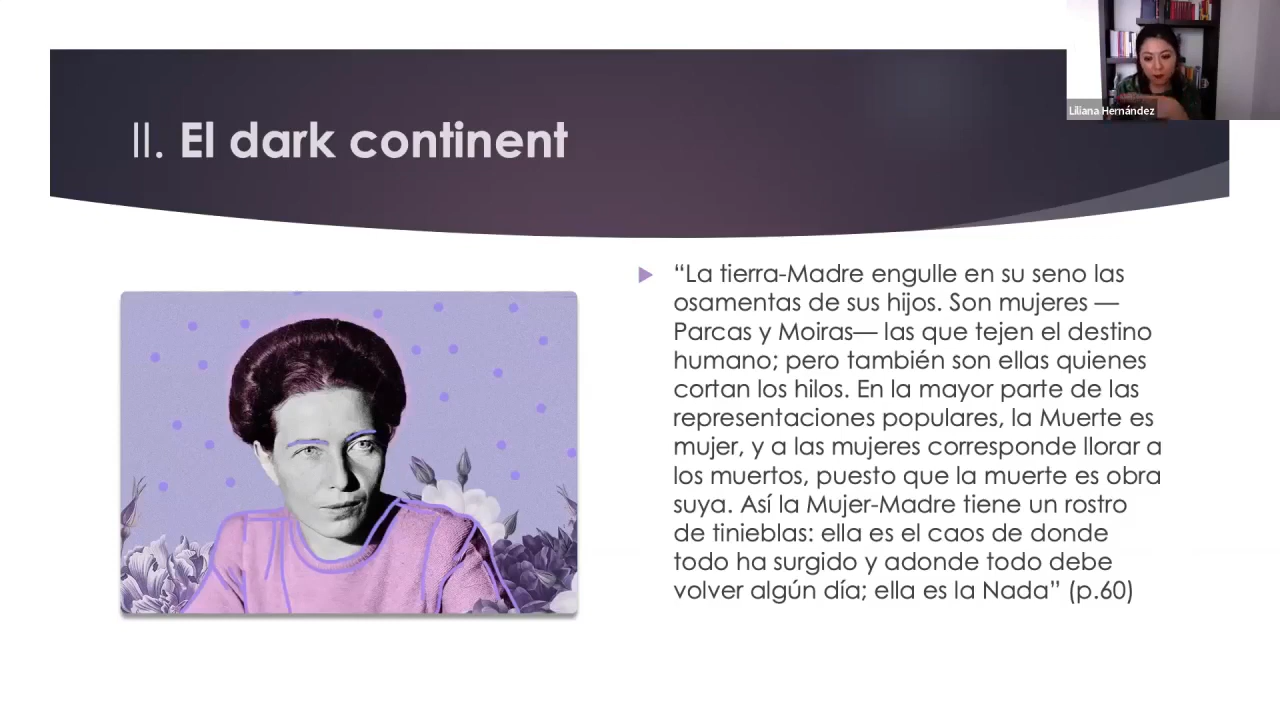 II. El dark continent
Liliana Hernández
“La tierra-Madre engulle en su seno las
osamentas de sus hijos. Son mujeres —
Parcas y Moiras— las que tejen el destino
humano; pero también son ellas quienes
cortan los hilos. En la mayor parte de las
representaciones populares, la Muerte es
mujer, y a las mujeres corresponde llorar a
los muertos, puesto que la muerte es obra
suya. Así la Mujer-Madre tiene un rostro
de tinieblas: ella es el caos de donde
todo ha surgido y adonde todo debe
volver algún día; ella es la Nada” (p.60)